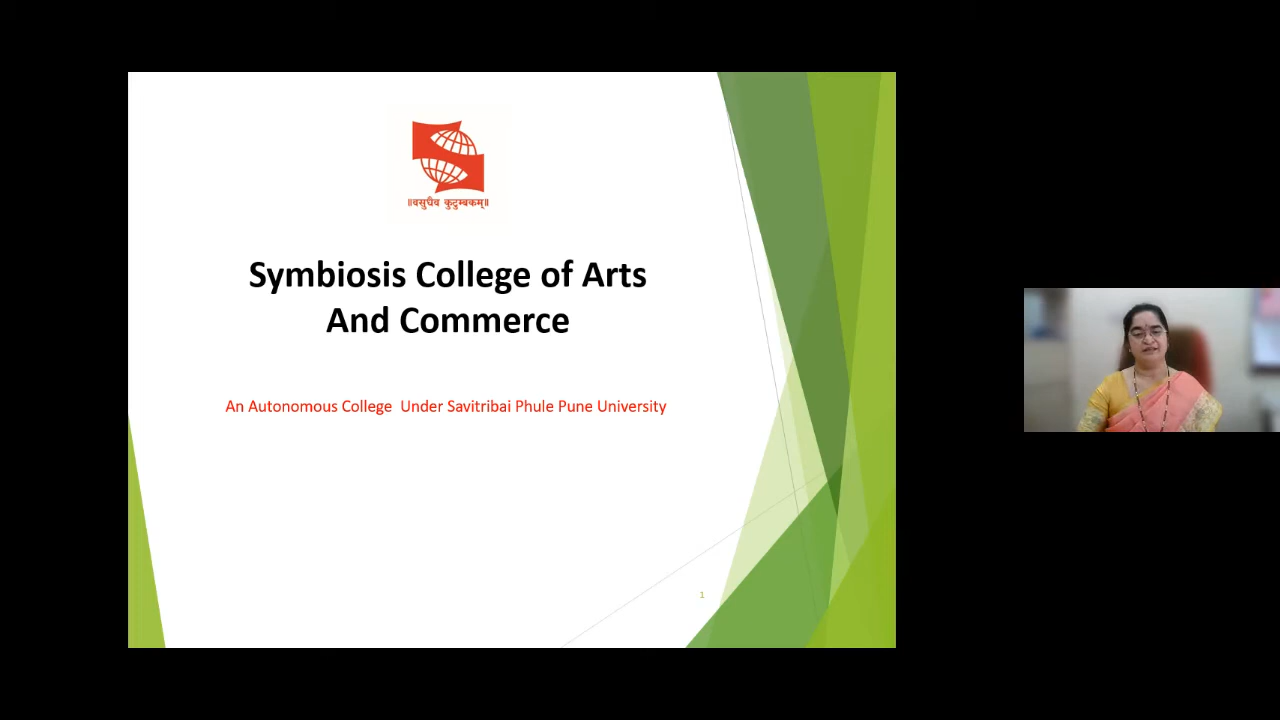 ॥वसुधैव कुटुम्बकम्॥
Symbiosis College of Arts
And Commerce
An Autonomous College Under Savitribai Phule Pune University
1